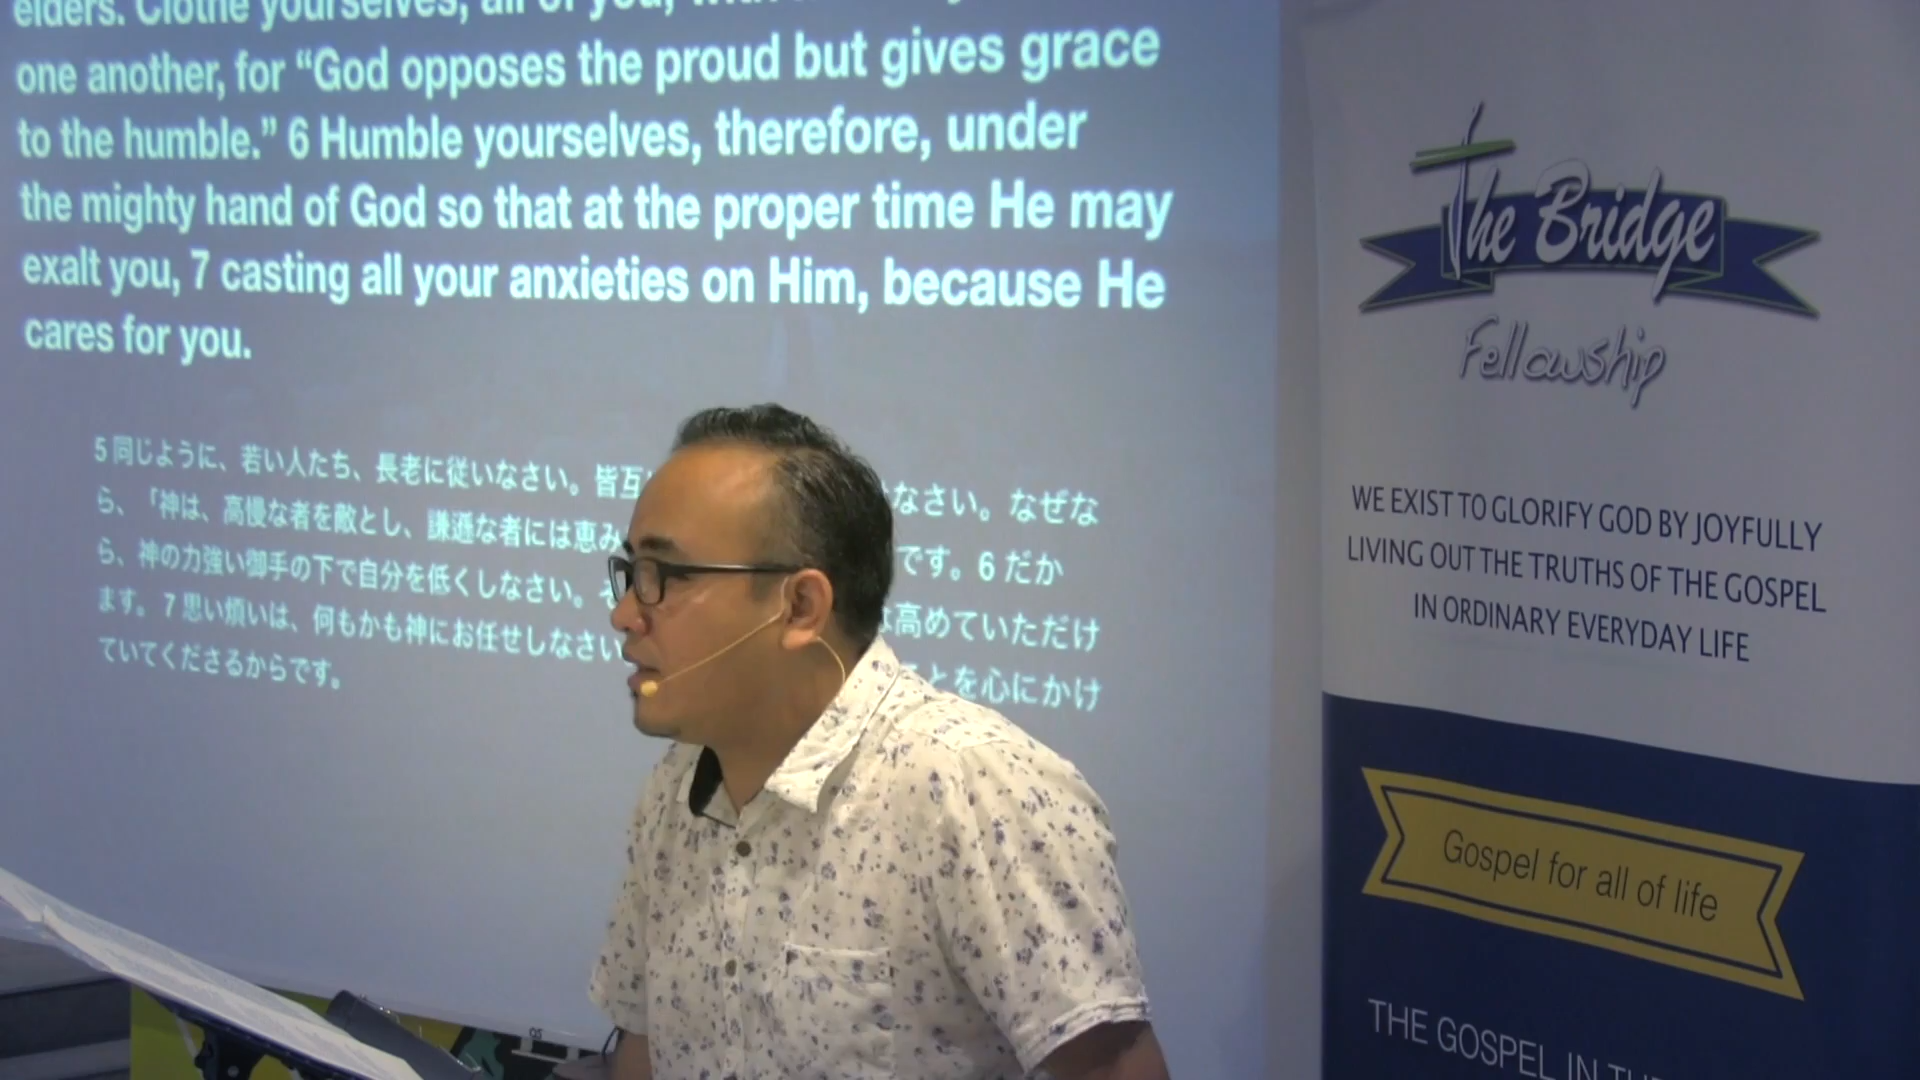 elders. Clothe yourselves, all of you, with
one another, for “God opposes the proud but gives grace
to the humble.” 6 Humble yourselves, therefore, under
the mighty hand of God so that at the proper time He may
exalt you, 7 casting all your anxieties on Him, because He
cares for you.
5 同じように、若い人たち、長老に従いなさい。皆互 なさい。なぜな
ら、「神は、高慢な者を敵とし、謙遜な者には恵み です。6 だか
ら、神の力強い御手の下で自分を低くしなさい。 高めていただけ
ます。7 思い煩いは、何もかも神にお任せしなさい とを心にかけ
ていてくださるからです。
The Bridge
Fellowship
WE EXIST TO GLORIFY GOD BY JOYFULLY
LIVING OUT THE TRUTHS OF THE GOSPEL
IN ORDINARY EVERYDAY LIFE
Gospel for all of life
THE GOSPEL IN